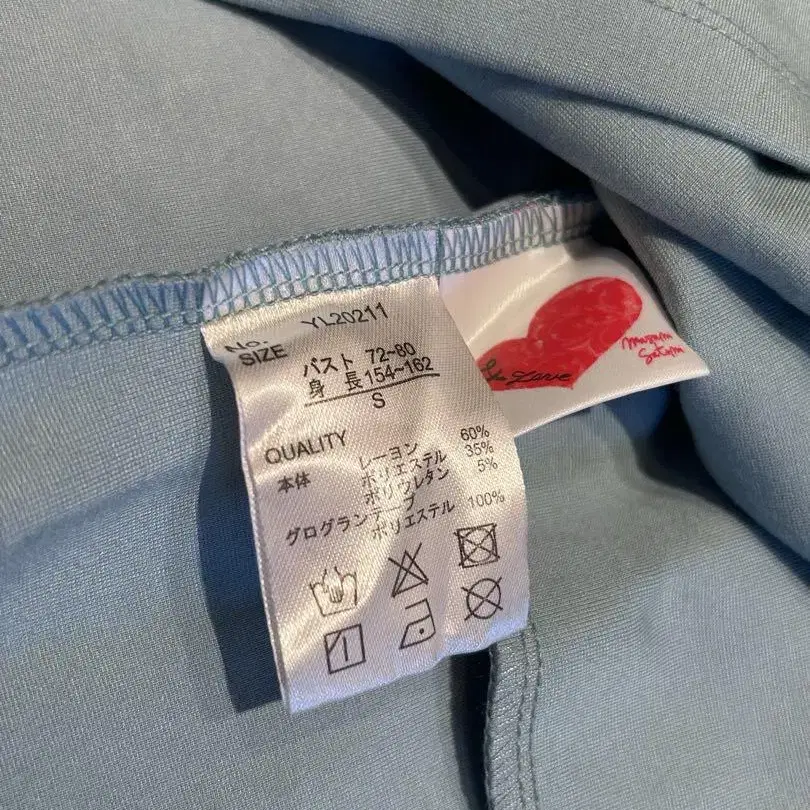 No. YL20211
SIZE
バスト 72~80
身 長 154~162
S
QUALITY
本体
レーヨン 60%
ポリエステル 35%
ポリウレタン 5%
グログランテープ
ポリエステル 100%
Love